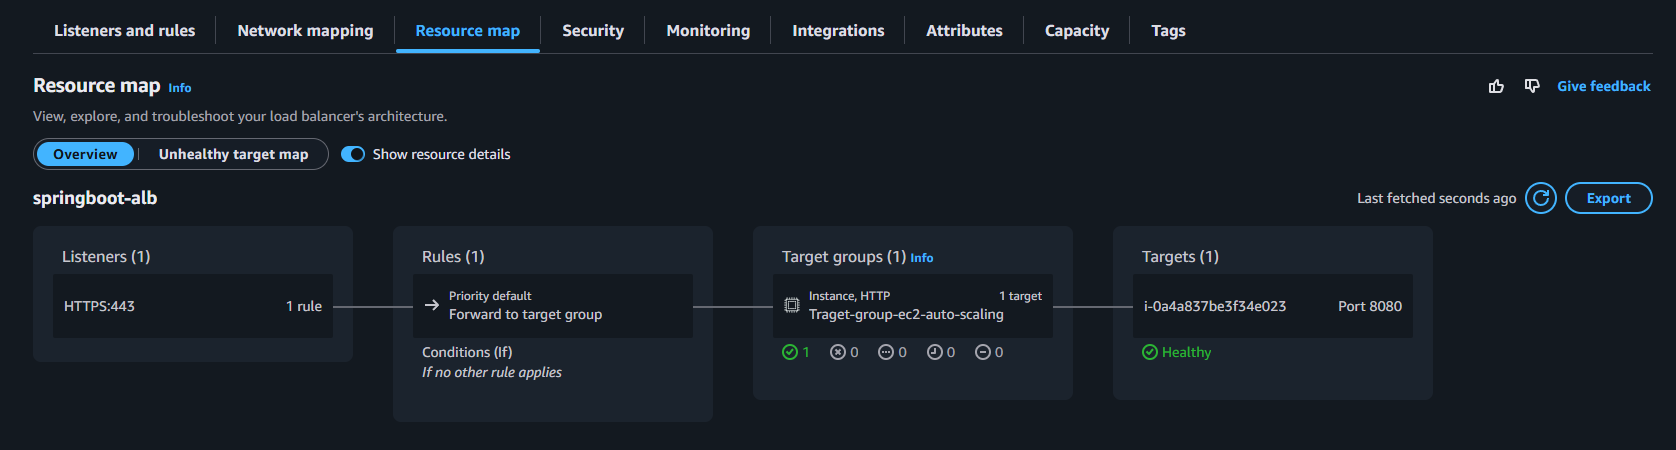 Listeners and rules
Network mapping
Resource map
Security
Monitoring
Integrations
Attributes
Capacity
Tags
Resource map Info
Give feedback
View, explore, and troubleshoot your load balancer's architecture.
Overview
Unhealthy target map
Show resource details
springboot-alb
Last fetched seconds ago
Export
Listeners (1)
HTTPS:443
1 rule
Rules (1)
Priority default
Forward to target group
Conditions (If)
If no other rule applies
Target groups (1) Info
Instance, HTTP
1 target
Traget-group-ec2-auto-scaling
1
0
0
0
0
Targets (1)
i-0a4a837be3f34e023
Port 8080
Healthy